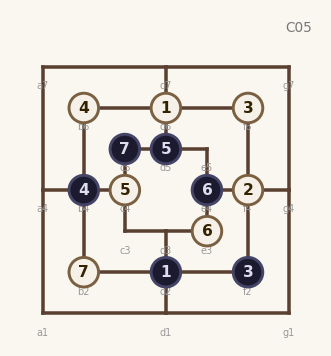 C05
a7 d7 g7
4 1 3
b6 d6 f6
7 5
c5 d5 e5
4 5 6 2
a4 b4 c4 e4 f4 g4
6
c3 d3 e3
7 1 3
b2 d2 f2
a1 d1 g1